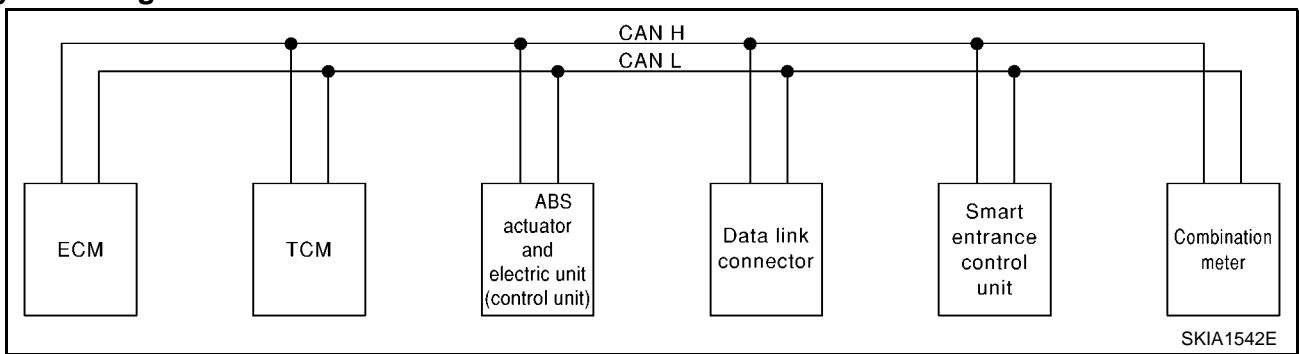 CAN H
CAN L
ECM
TCM
ABS
actuator
and
electric unit
(control unit)
Data link
connector
Smart
entrance
control
unit
Combination
meter
SKIA1542E